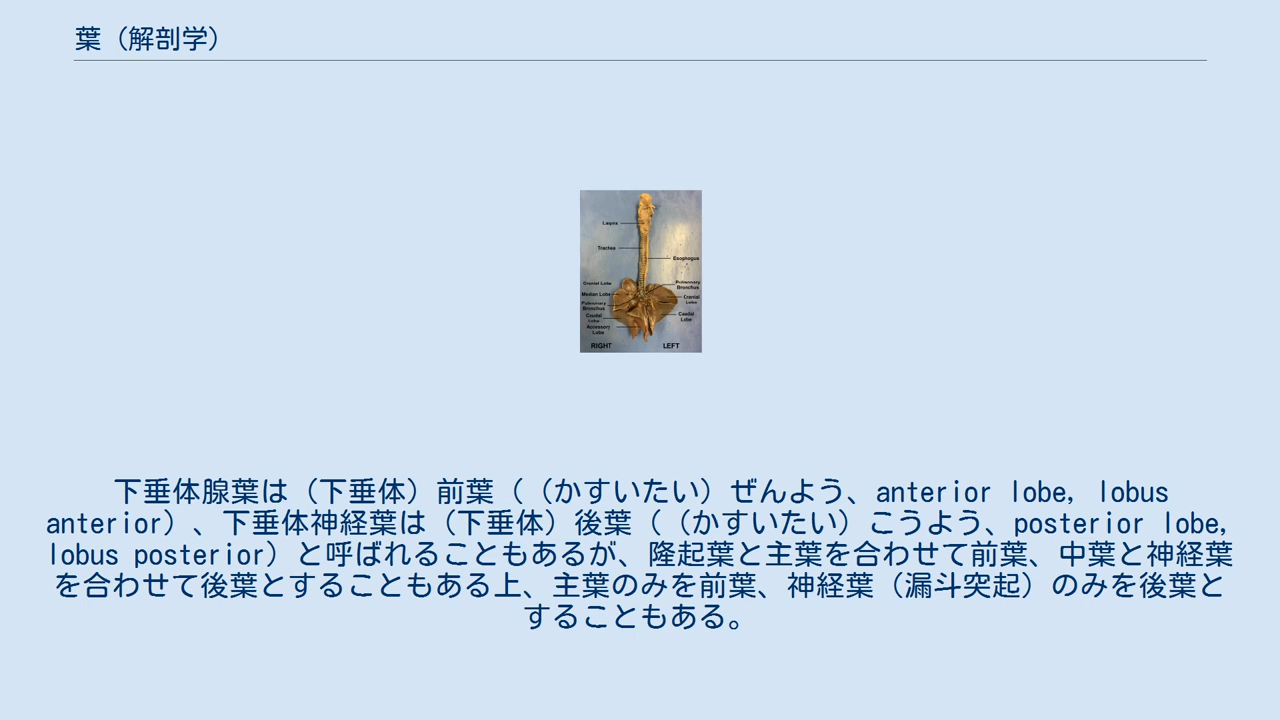 葉（解剖学）
Larynx
Trachea
Esophogus
Cranial Lobe
Pulmonary
Bronchus
Median Lobe
Cranial
Lobe
Pulmonary
Bronchus
Caudal
Lobe
Caudal
Lobe
Accessory
Lobe
RIGHT
LEFT
下垂体腺葉は（下垂体）前葉（（かすいたい）ぜんよう、anterior lobe, lobus
anterior）、下垂体神経葉は（下垂体）後葉（（かすいたい）こうよう、posterior lobe,
lobus posterior）と呼ばれることもあるが、隆起葉と主葉を合わせて前葉、中葉と神経葉
を合わせて後葉とすることもある上、主葉のみを前葉、神経葉（漏斗突起）のみを後葉と
することもある。